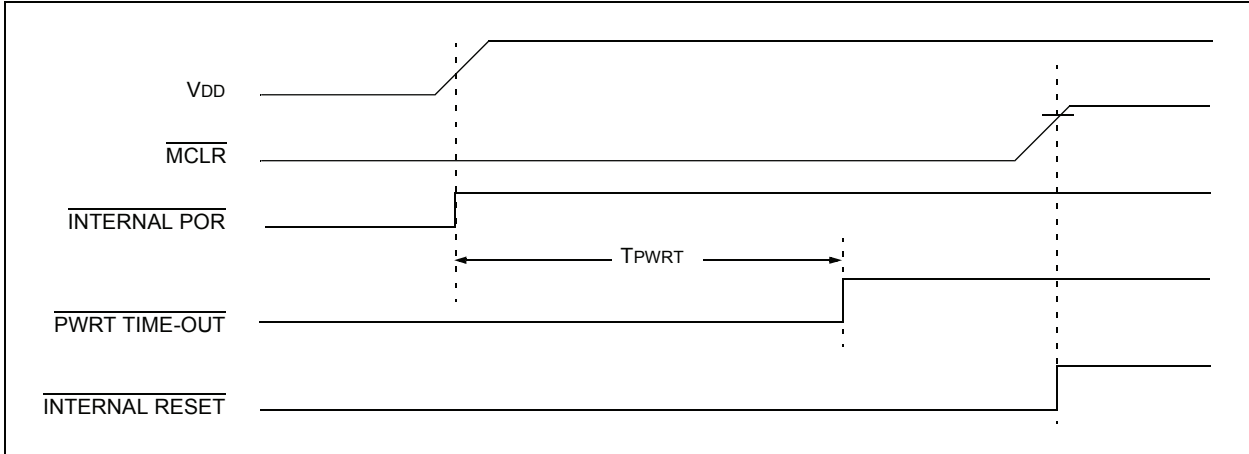 VDD
MCLR
INTERNAL POR
TPWRT
PWRT TIME-OUT
INTERNAL RESET